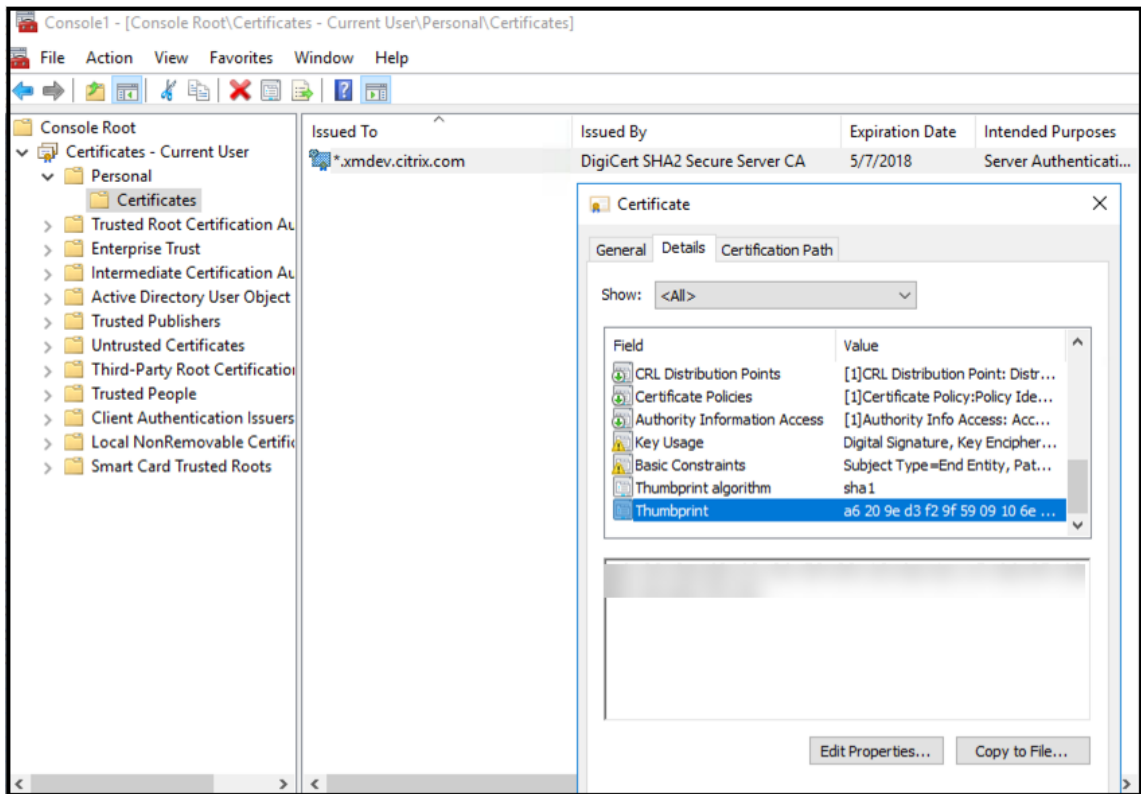 Console1 - [Console Root\Certificates - Current User\Personal\Certificates]
File Action View Favorites Window Help
Console Root
Certificates - Current User
Personal
Certificates
Trusted Root Certification Au
Enterprise Trust
Intermediate Certification Au
Active Directory User Object
Trusted Publishers
Untrusted Certificates
Third-Party Root Certification
Trusted People
Client Authentication Issuers
Local NonRemovable Certific
Smart Card Trusted Roots
Issued To Issued By Expiration Date Intended Purposes
*.xmdev.citrix.com DigiCert SHA2 Secure Server CA 5/7/2018 Server Authenticati...
Certificate
General Details Certification Path
Show: <All>
Field Value
CRL Distribution Points [1]CRL Distribution Point: Distr...
Certificate Policies [1]Certificate Policy:Policy Ide...
Authority Information Access [1]Authority Info Access: Acc...
Key Usage Digital Signature, Key Encipher...
Basic Constraints Subject Type=End Entity, Pat...
Thumbprint algorithm sha1
Thumbprint a6 20 9e d3 f2 9f 59 09 10 6e ...
Edit Properties... Copy to File...